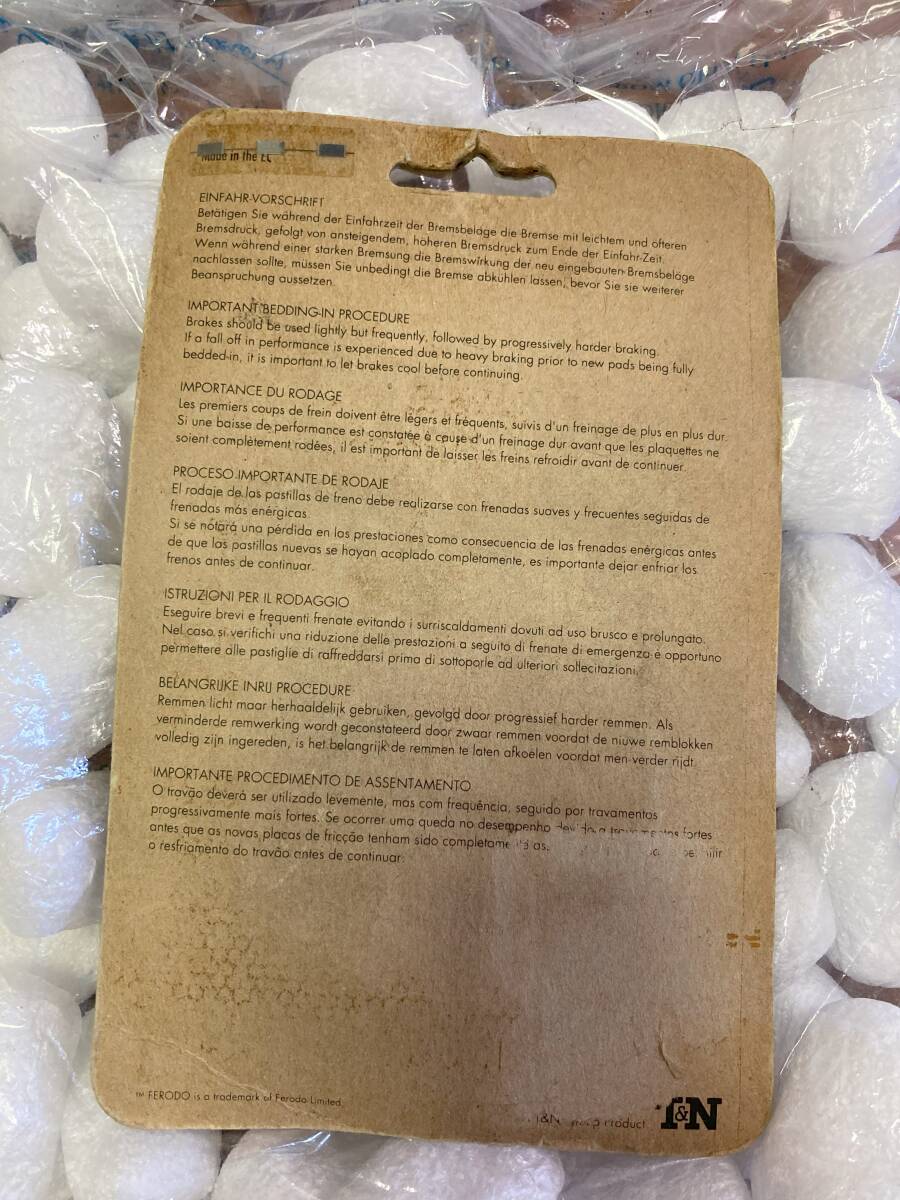 Made in The EC
EINFAHR-VORSCHRIFT
Betätigen Sie während der Einfahrzeit der Bremsbeläge die Bremse mit leichtem und öfteren
Bremsdruck, gefolgt von ansteigendem, höheren Bremsdruck zum Ende der Einfahr-Zeit.
Wenn während einer starken Bremsung die Bremswirkung der neu eingebauten Bremsbeläge
nachlassen sollte, müssen Sie unbedingt die Bremse abkühlen lassen, bevor Sie sie weiterer
Beanspruchung aussetzen.
IMPORTANT BEDDING-IN PROCEDURE
Brakes should be used lightly but frequently, followed by progressively harder braking.
If a fall off in performance is experienced due to heavy braking prior to new pads being fully
bedded-in, it is important to let brakes cool before continuing.
IMPORTANCE DU RODAGE
Les premiers coups de frein doivent être légers et fréquents, suivis d'un freinage de plus en plus dur.
Si une baisse de performance est constatée à cause d'un freinage dur avant que les plaquettes ne
soient complètement rodées, il est important de laisser les freins refroidir avant de continuer.
PROCESO IMPORTANTE DE RODAJE
El rodaje de las pastillas de freno debe realizarse con frenadas suaves y frecuentes seguidas de
frenadas más enérgicas.
Si se notará una pérdida en las prestaciones como consecuencia de las frenadas enérgicas antes
de que las pastillas nuevas se hayan acoplado completamente, es importante dejar enfriar los
frenos antes de continuar.
ISTRUZIONI PER IL RODAGGIO
Eseguire brevi e frequenti frenate evitando i surriscaldamenti dovuti ad uso brusco e prolungato.
Nel caso si verifichi una riduzione delle prestazioni a seguito di frenate di emergenza è opportuno
permettere alle pastiglie di raffreddarsi prima di sottoporle ad ulteriori sollecitazioni.
BELANGRIJKE INRIJ PROCEDURE
Remmen licht maar herhaaldelijk gebruiken, gevolgd door progressief harder remmen. Als
verminderde remwerking wordt geconstateerd door zwaar remmen voordat de niuwe remblokken
volledig zijn ingereden, is het belangrijk de remmen te laten afkoelen voordat men verder rijdt.
IMPORTANTE PROCEDIMENTO DE ASSENTAMENTO
O travão deverá ser utilizado levemente, mas com frequência, seguido por travamentos
progressivamente mais fortes. Se ocorrer uma queda no desempenho devido a travamentos fortes
antes que as novas placas de fricção tenham sido
o resfriamento do travão antes de continuar.
™ FERODO is a trademark of Ferodo Limited.
T&N Product
T&N